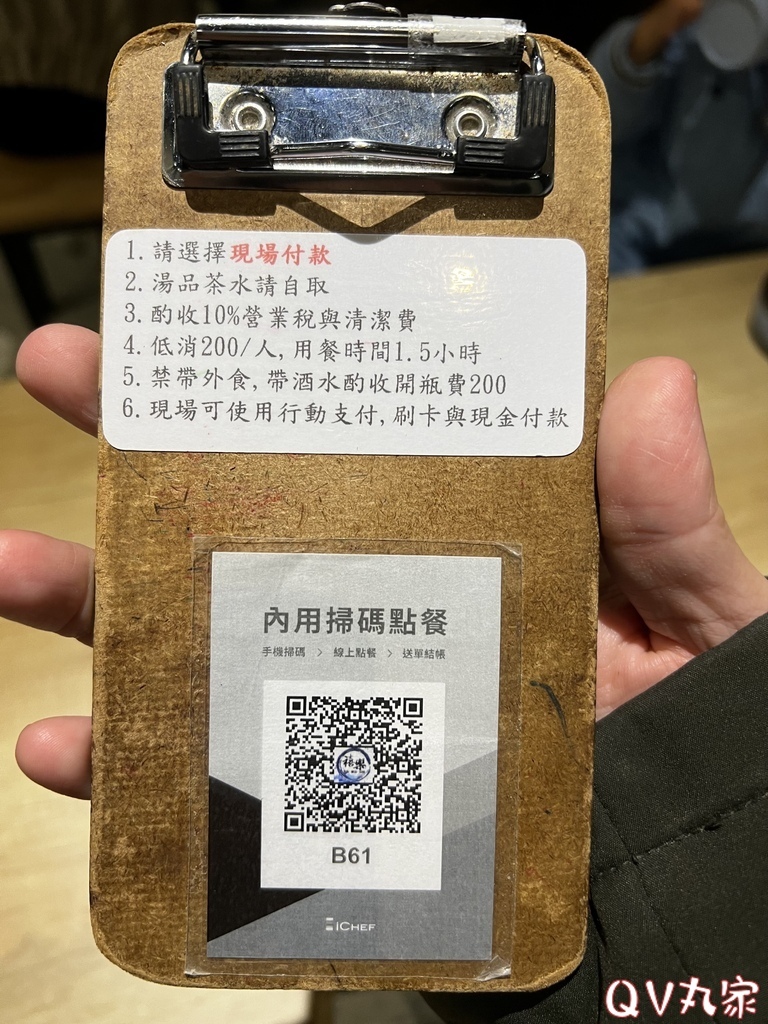 1. 請選擇現場付款
2. 湯品茶水請自取
3. 酌收10%營業稅與清潔費
4. 低消200/人, 用餐時間1.5小時
5. 禁帶外食, 帶酒水酌收開瓶費200
6. 現場可使用行動支付, 刷卡與現金付款
內用掃碼點餐
手機掃碼 > 線上點餐 > 送單結帳
B61
iCHEF
QV丸家